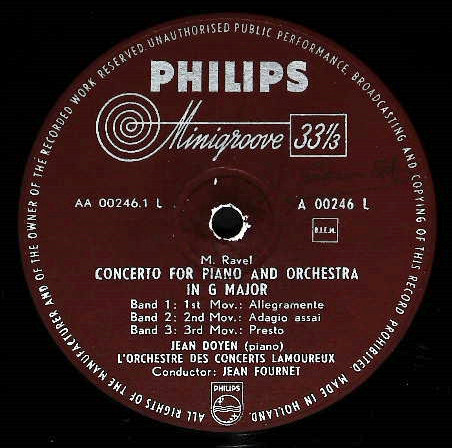 ALL RIGHTS OF THE MANUFACTURER AND OF THE OWNER OF THE RECORDED WORK RESERVED. UNAUTHORISED PUBLIC PERFORMANCE, BROADCASTING AND COPYING OF THIS RECORD PROHIBITED. MADE IN HOLLAND.
PHILIPS
Minigroove 33⅓
AA 00246.1 L
A 00246 L
B.I.E.M.
M. Ravel
CONCERTO FOR PIANO AND ORCHESTRA
IN G MAJOR
Band 1: 1st Mov.: Allegramente
Band 2: 2nd Mov.: Adagio assai
Band 3: 3rd Mov.: Presto
JEAN DOYEN (piano)
L'ORCHESTRE DES CONCERTS LAMOUREUX
Conductor: JEAN FOURNET
PHILIPS